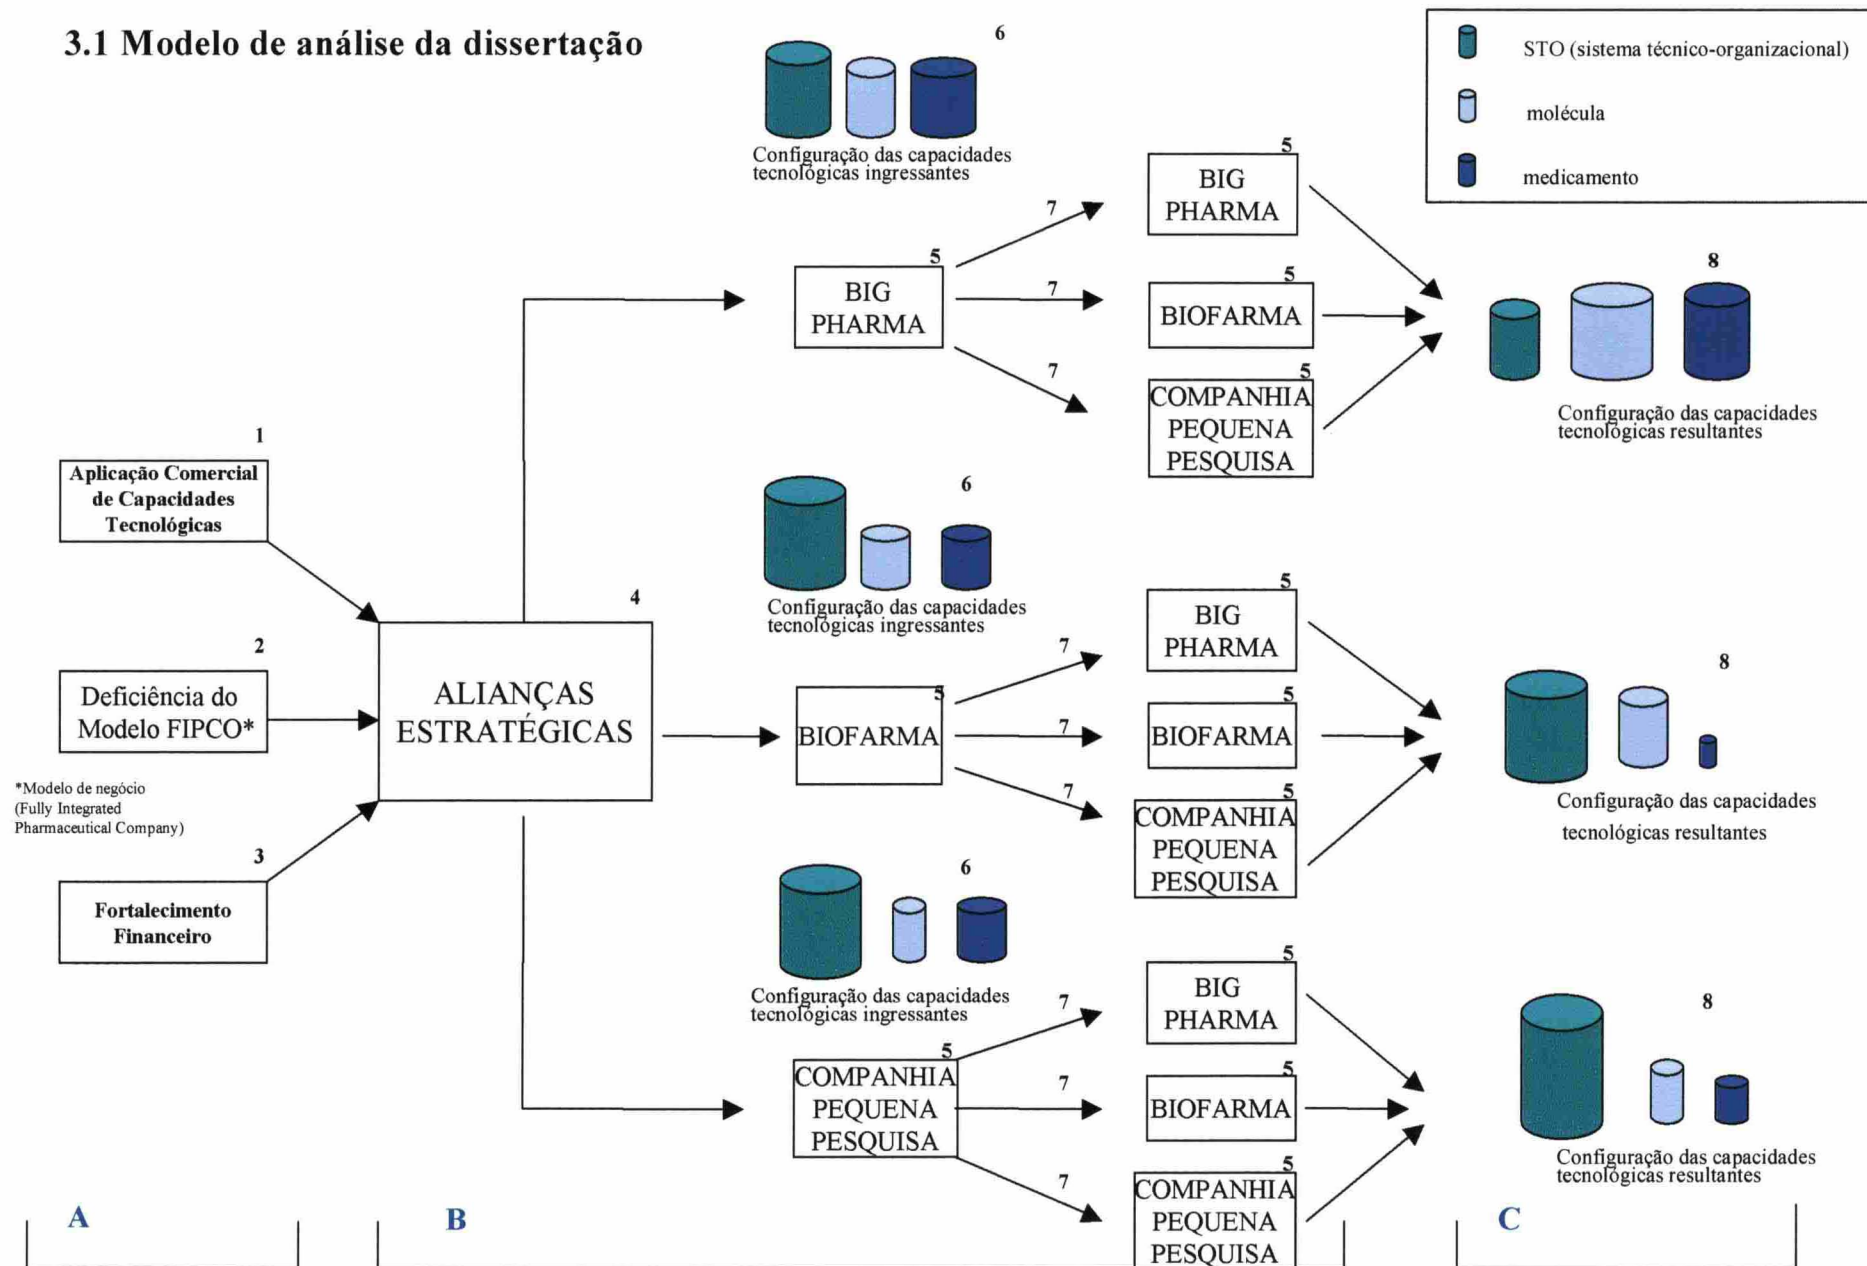 3.1 Modelo de análise da dissertação
6
STO (sistema técnico-organizacional)
molécula
medicamento
Configuração das capacidades
tecnológicas ingressantes
5
BIG
PHARMA
7
5
BIG
PHARMA
7
5
BIOFARMA
7
5
COMPANHIA
PEQUENA
PESQUISA
8
Configuração das capacidades
tecnológicas resultantes
1
Aplicação Comercial
de Capacidades
Tecnológicas
2
Deficiência do
Modelo FIPCO*
*Modelo de negócio
(Fully Integrated
Pharmaceutical Company)
3
Fortalecimento
Financeiro
4
ALIANÇAS
ESTRATÉGICAS
6
Configuração das capacidades
tecnológicas ingressantes
5
BIOFARMA
7
5
BIG
PHARMA
7
5
BIOFARMA
7
5
COMPANHIA
PEQUENA
PESQUISA
8
Configuração das capacidades
tecnológicas resultantes
6
Configuração das capacidades
tecnológicas ingressantes
5
COMPANHIA
PEQUENA
PESQUISA
7
5
BIG
PHARMA
7
5
BIOFARMA
7
5
COMPANHIA
PEQUENA
PESQUISA
8
Configuração das capacidades
tecnológicas resultantes
A
B
C